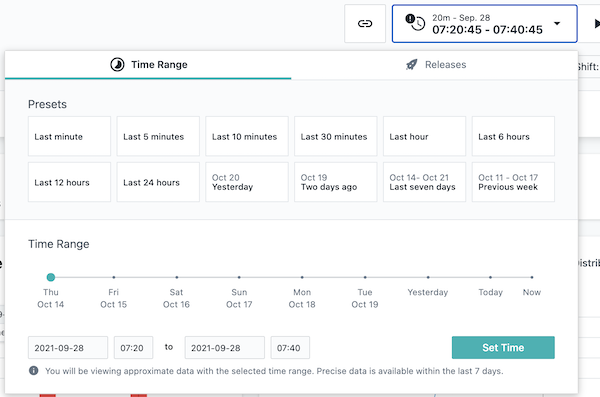 20m - Sep. 28
07:20:45 - 07:40:45
Time Range
Releases
Shift:
Presets
Last minute
Last 5 minutes
Last 10 minutes
Last 30 minutes
Last hour
Last 6 hours
Last 12 hours
Last 24 hours
Oct 20
Yesterday
Oct 19
Two days ago
Oct 14- Oct 21
Last seven days
Oct 11 - Oct 17
Previous week
Time Range
Distrib
Thu
Oct 14
Fri
Oct 15
Sat
Oct 16
Sun
Oct 17
Mon
Oct 18
Tue
Oct 19
Yesterday
Today
Now
2021-09-28
07:20
to
2021-09-28
07:40
Set Time
You will be viewing approximate data with the selected time range. Precise data is available within the last 7 days.